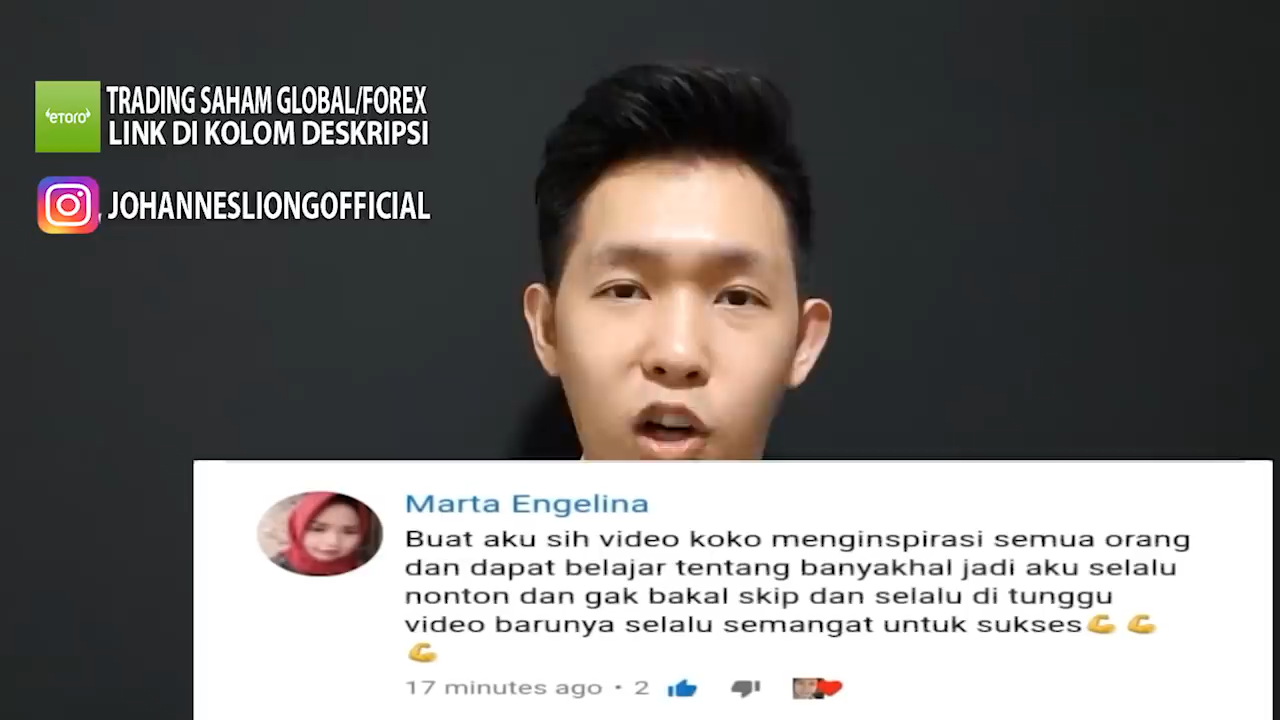 eToro
TRADING SAHAM GLOBAL/FOREX
LINK DI KOLOM DESKRIPSI
JOHANNESLIONGOFFICIAL
Marta Engelina
Buat aku sih video koko menginspirasi semua orang
dan dapat belajar tentang banyakhal jadi aku selalu
nonton dan gak bakal skip dan selalu di tunggu
video barunya selalu semangat untuk sukses💪 💪
💪
17 minutes ago · 2